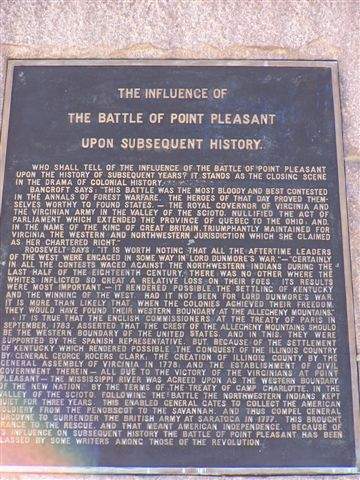 THE INFLUENCE OF
THE BATTLE OF POINT PLEASANT
UPON SUBSEQUENT HISTORY.
WHO SHALL TELL OF THE INFLUENCE OF THE BATTLE OF POINT PLEASANT
UPON THE HISTORY OF SUBSEQUENT YEARS? IT STANDS AS THE CLOSING SCENE
IN THE DRAMA OF COLONIAL HISTORY.
BANCROFT SAYS: "THIS BATTLE WAS THE MOST BLOODY AND BEST CONTESTED
IN THE ANNALS OF FOREST WARFARE. THE HEROES OF THAT DAY PROVED THEM-
SELVES WORTHY TO FOUND STATES. — THE ROYAL GOVERNOR OF VIRGINIA AND
THE VIRGINIAN ARMY IN THE VALLEY OF THE SCIOTO, NULLIFIED THE ACT OF
PARLIAMENT WHICH EXTENDED THE PROVINCE OF QUEBEC TO THE OHIO; AND,
IN THE NAME OF THE KING OF GREAT BRITAIN, TRIUMPHANTLY MAINTAINED FOR
VIRGINIA THE WESTERN AND NORTHWESTERN JURISDICTION WHICH SHE CLAIMED
AS HER CHARTERED RIGHT."
ROOSEVELT SAYS: "IT IS WORTH NOTING THAT ALL THE AFTERTIME LEADERS
OF THE WEST WERE ENGAGED IN SOME WAY IN LORD DUNMORE'S WAR."—"CERTAINLY
IN ALL THE CONTESTS WAGED AGAINST THE NORTHWESTERN INDIANS DURING THE
LAST HALF OF THE EIGHTEENTH CENTURY, THERE WAS NO OTHER WHERE THE
WHITES INFLICTED SO GREAT A RELATIVE LOSS ON THEIR FOES. ITS RESULTS
WERE MOST IMPORTANT.—IT RENDERED POSSIBLE THE SETTLING OF KENTUCKY
AND THE WINNING OF THE WEST. HAD IT NOT BEEN FOR LORD DUNMORE'S WAR,
IT IS MORE THAN LIKELY THAT WHEN THE COLONIES ACHIEVED THEIR FREEDOM,
THEY WOULD HAVE FOUND THEIR WESTERN BOUNDARY AT THE ALLEGHENY MOUNTAINS."
IT IS TRUE THAT THE ENGLISH COMMISSIONERS AT THE TREATY OF PARIS IN
SEPTEMBER, 1783, ASSERTED THAT THE CREST OF THE ALLEGHENY MOUNTAINS SHOULD
BE THE WESTERN BOUNDARY OF THE UNITED STATES, AND IN THIS THEY WERE
SUPPORTED BY THE SPANISH REPRESENTATIVE. BUT, BECAUSE OF THE SETTLEMENT
OF KENTUCKY WHICH RENDERED POSSIBLE THE CONQUEST OF THE ILLINOIS COUNTRY
BY GENERAL GEORGE ROGERS CLARK, THE CREATION OF ILLINOIS COUNTY BY THE
GENERAL ASSEMBLY OF VIRGINIA IN 1778, AND THE ESTABLISHMENT OF CIVIL
GOVERNMENT THEREIN—ALL DUE TO THE VICTORY OF THE VIRGINIANS AT POINT
PLEASANT—THE MISSISSIPPI RIVER WAS AGREED UPON AS THE WESTERN BOUNDARY
OF THE NEW NATION. BY THE TERMS OF THE TREATY OF CAMP CHARLOTTE, IN THE
VALLEY OF THE SCIOTO, FOLLOWING THE BATTLE THE NORTHWESTERN INDIANS KEPT
QUIET FOR THREE YEARS. THIS ENABLED GENERAL GATES TO COLLECT THE AMERICAN
SOLDIERY FROM THE PENOBSCOT TO THE SAVANNAH, AND THUS COMPEL GENERAL
BURGOYNE TO SURRENDER THE BRITISH ARMY AT SARATOGA IN 1777. THIS BROUGHT
FRANCE TO THE RESCUE, AND THAT MEANT AMERICAN INDEPENDENCE. BECAUSE OF
ITS INFLUENCE ON SUBSEQUENT HISTORY THE BATTLE OF POINT PLEASANT HAS BEEN
CLASSED BY SOME WRITERS AMONG THOSE OF THE REVOLUTION.